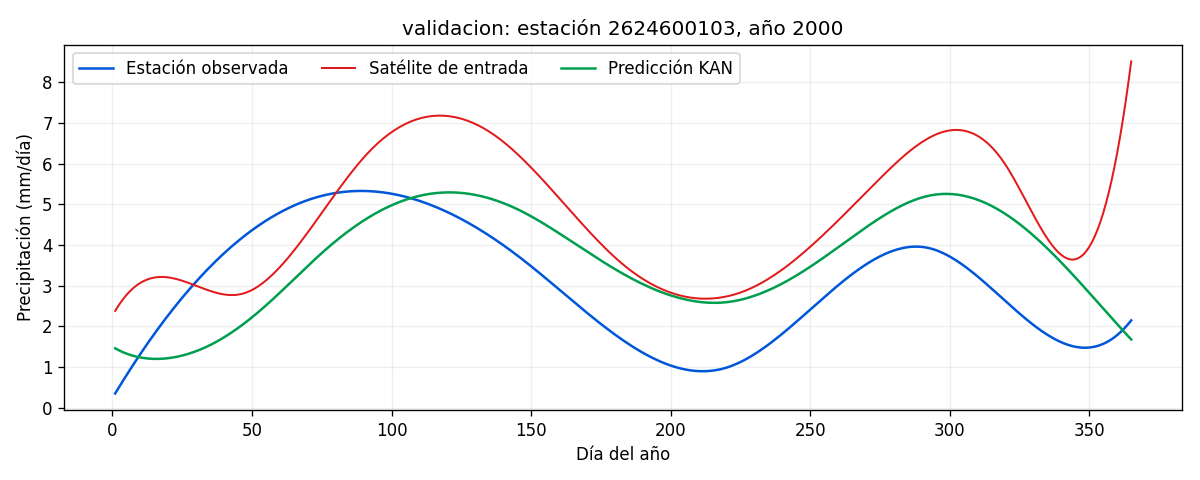 validacion: estación 2624600103, año 2000
Estación observada Satélite de entrada Predicción KAN
Precipitación (mm/día)
8
7
6
5
4
3
2
1
0
0 50 100 150 200 250 300 350
Día del año